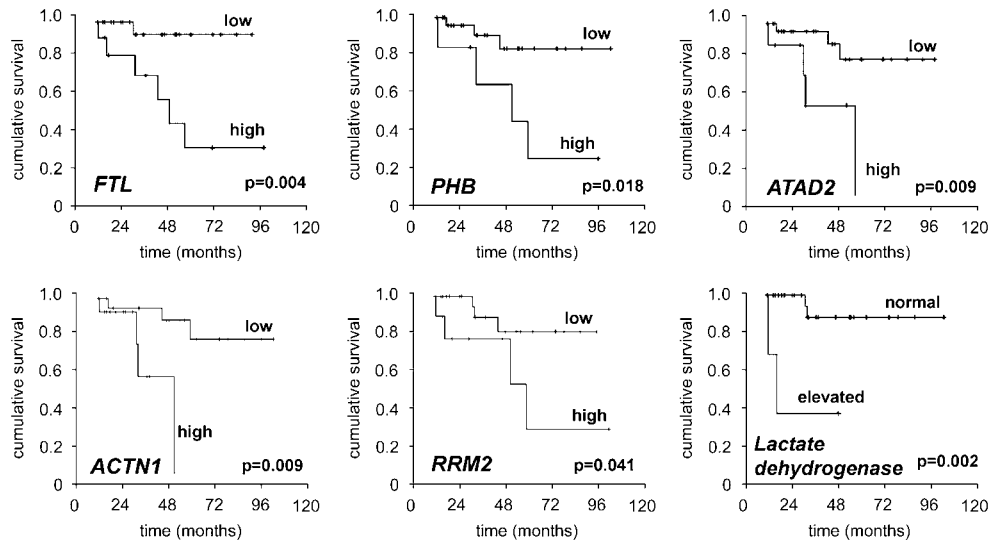 cumulative survival
1.0
0.8
0.6
0.4
0.2
0
low
high
FTL
p=0.004
0 24 48 72 96 120
time (months)
cumulative survival
1.0
0.8
0.6
0.4
0.2
0
low
high
PHB
p=0.018
0 24 48 72 96 120
time (months)
cumulative survival
1.0
0.8
0.6
0.4
0.2
0
low
high
ATAD2
p=0.009
0 24 48 72 96 120
time (months)
cumulative survival
1.0
0.8
0.6
0.4
0.2
0
low
high
ACTN1
p=0.009
0 24 48 72 96 120
time (months)
cumulative survival
1.0
0.8
0.6
0.4
0.2
0
low
high
RRM2
p=0.041
0 24 48 72 96 120
time (months)
cumulative survival
1.0
0.8
0.6
0.4
0.2
0
normal
elevated
Lactate
dehydrogenase
p=0.002
0 24 48 72 96 120
time (months)